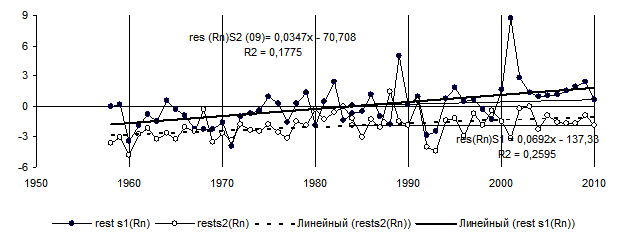 9
6
3
0
-3
-6
res (Rn)S2 (09)= 0,0347x - 70,708
R2 = 0,1775
res(Rn)S1 = 0,0692x - 137,33
R2 = 0,2595
1950 1960 1970 1980 1990 2000 2010
rest s1(Rn) rests2(Rn) Линейный (rests2(Rn)) Линейный (rest s1(Rn))